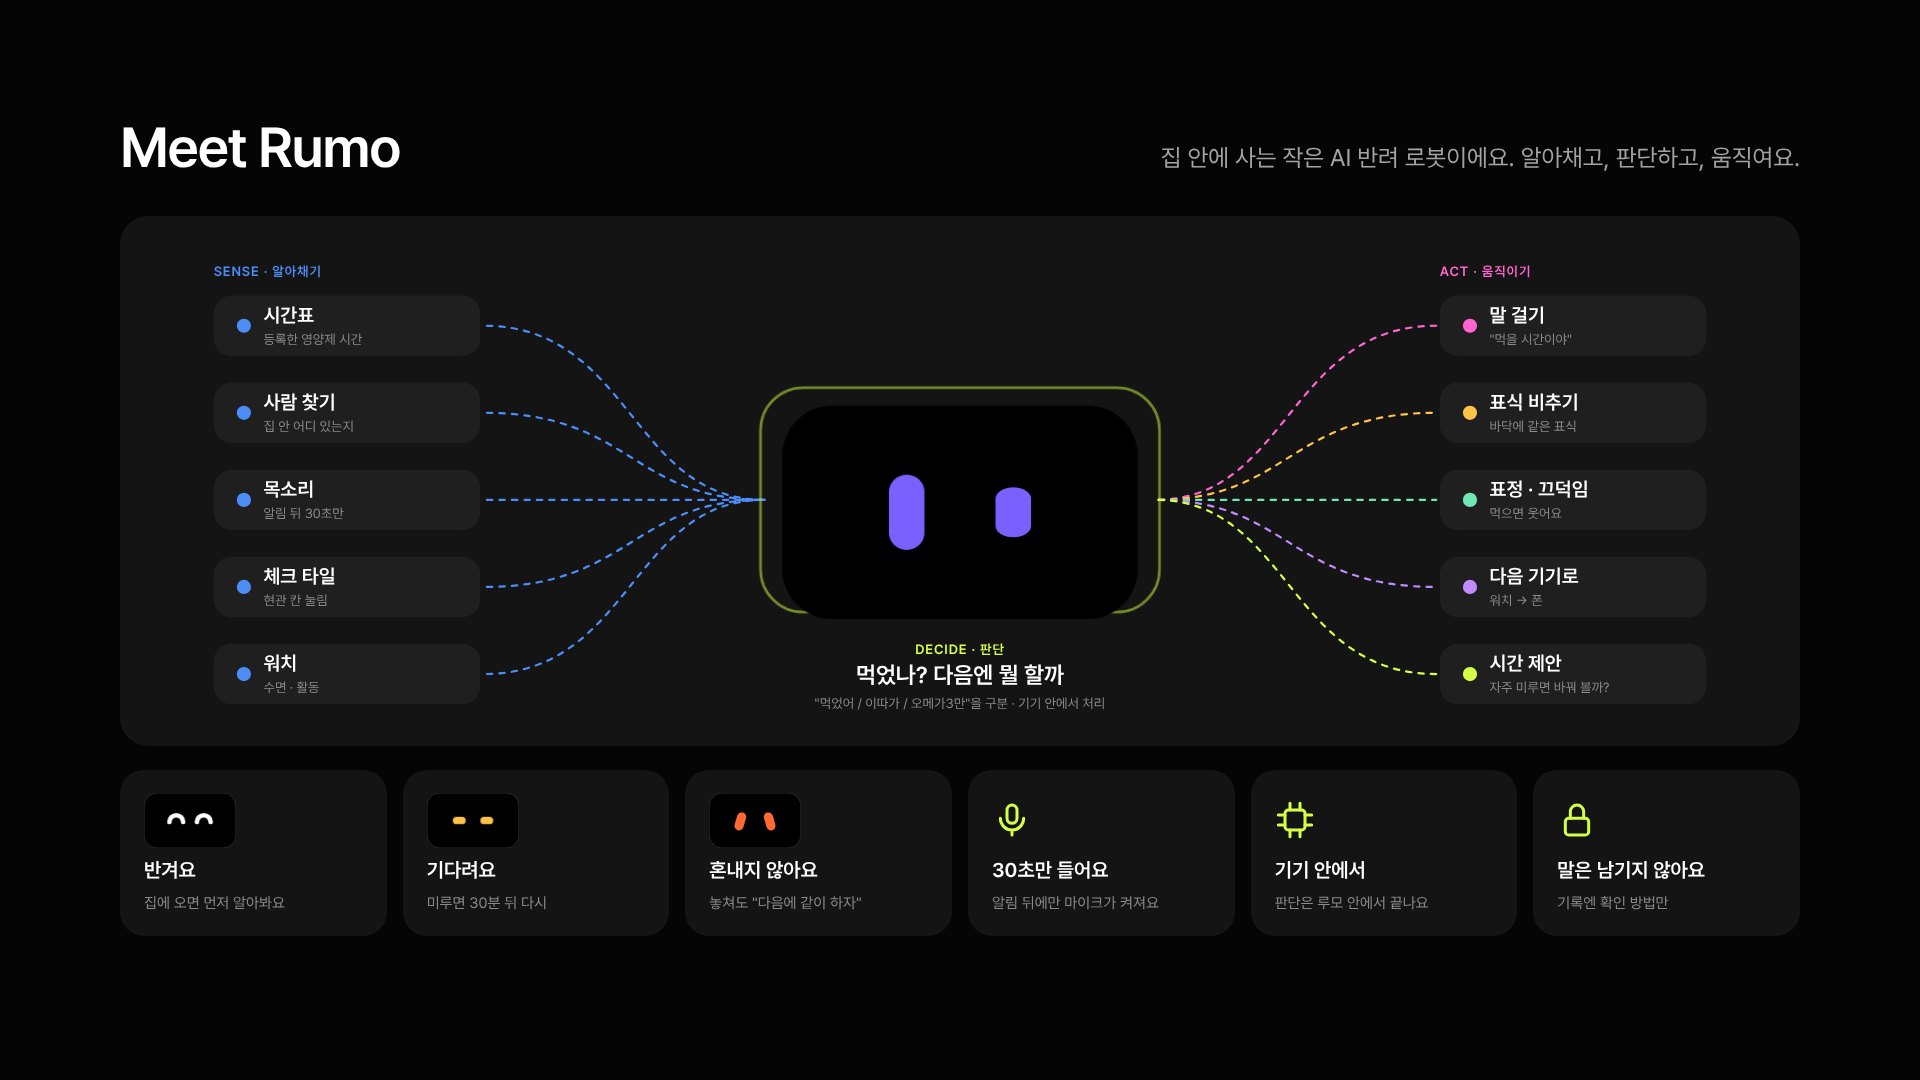 Meet Rumo
집 안에 사는 작은 AI 반려 로봇이에요. 알아채고, 판단하고, 움직여요.
SENSE · 알아채기
시간표
등록한 영양제 시간
사람 찾기
집 안 어디 있는지
목소리
알림 뒤 30초만
체크 타일
현관 칸 눌림
워치
수면 · 활동
DECIDE · 판단
먹었나? 다음엔 뭘 할까
"먹었어 / 이따가 / 오메가3만"을 구분 · 기기 안에서 처리
ACT · 움직이기
말 걸기
"먹을 시간이야"
표식 비추기
바닥에 같은 표식
표정 · 끄덕임
먹으면 웃어요
다음 기기로
워치 → 폰
시간 제안
자주 미루면 바꿔 볼까?
반겨요
집에 오면 먼저 알아봐요
기다려요
미루면 30분 뒤 다시
혼내지 않아요
놓쳐도 "다음에 같이 하자"
30초만 들어요
알림 뒤에만 마이크가 켜져요
기기 안에서
판단은 루모 안에서 끝나요
말은 남기지 않아요
기록엔 확인 방법만